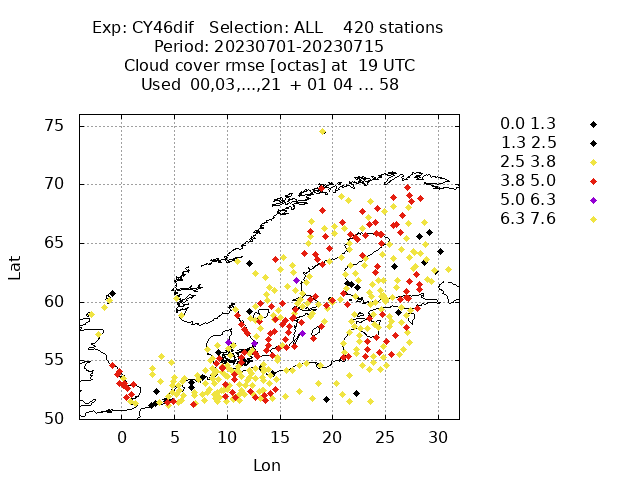 Exp: CY46dif   Selection: ALL    420 stations
Period: 20230701-20230715
Cloud cover rmse [octas] at  19 UTC
Used  00,03,...,21  + 01 04 ... 58
75
70
65
60
55
50
Lat
0 5 10 15 20 25 30
Lon
0.0 1.3
1.3 2.5
2.5 3.8
3.8 5.0
5.0 6.3
6.3 7.6